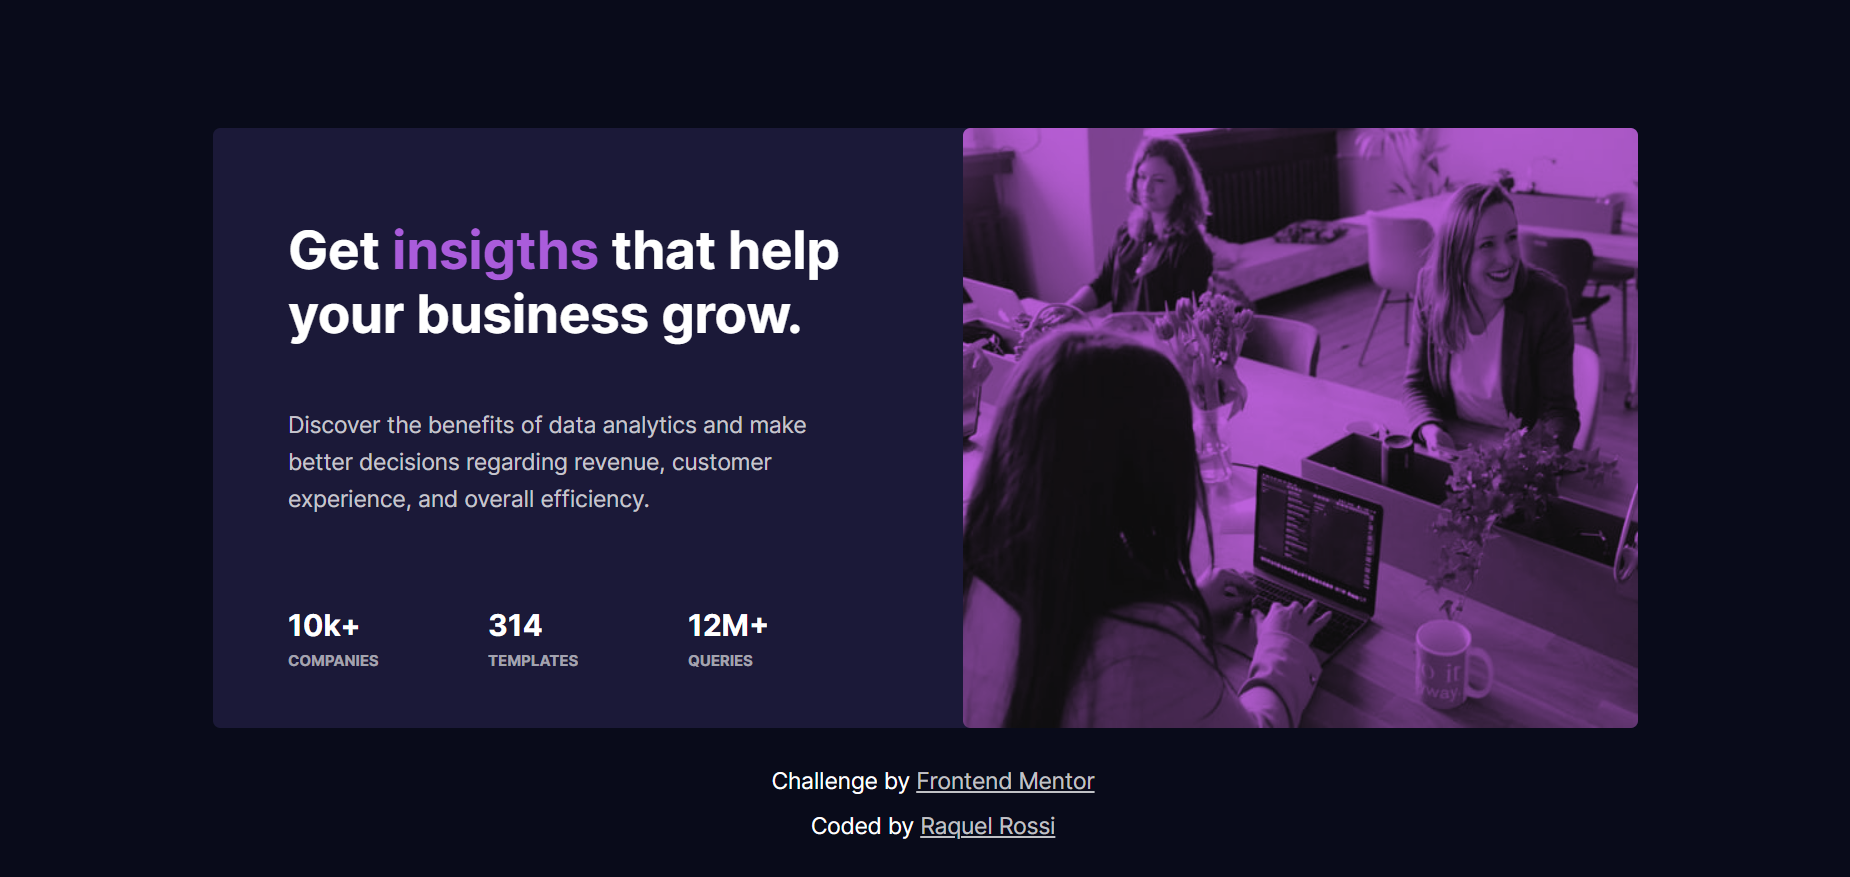 Get insigths that help
your business grow.
Discover the benefits of data analytics and make
better decisions regarding revenue, customer
experience, and overall efficiency.
10k+ 314 12M+
COMPANIES TEMPLATES QUERIES
if
way
Challenge by Frontend Mentor
Coded by Raquel Rossi